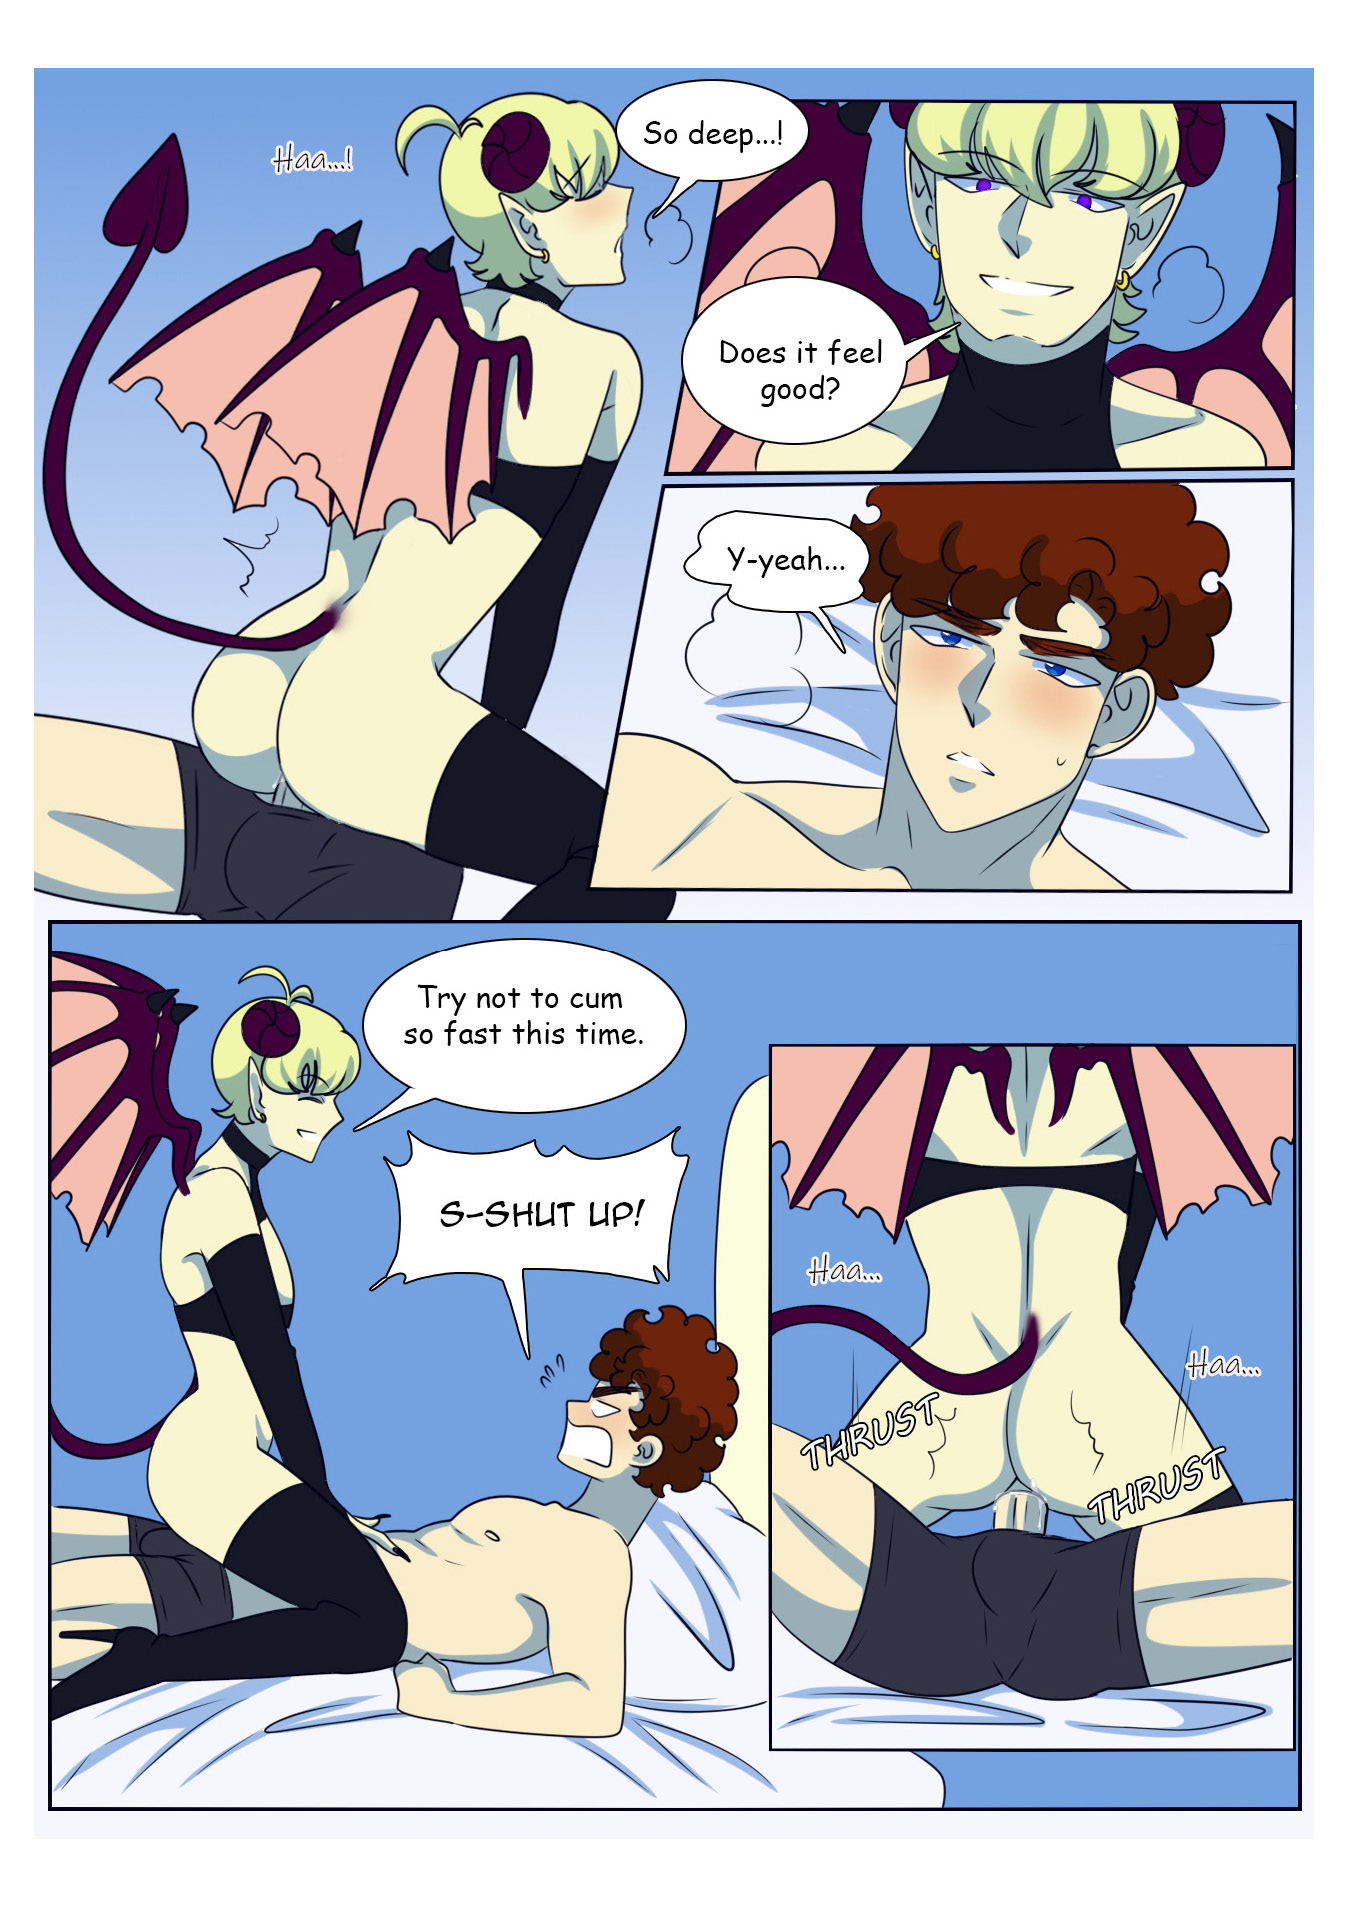 Haa...!
So deep...!
Does it feel
good?
Y-yeah...
Try not to cum
so fast this time.
S-SHUT UP!
Haa...
Haa...
THRUST
THRUST